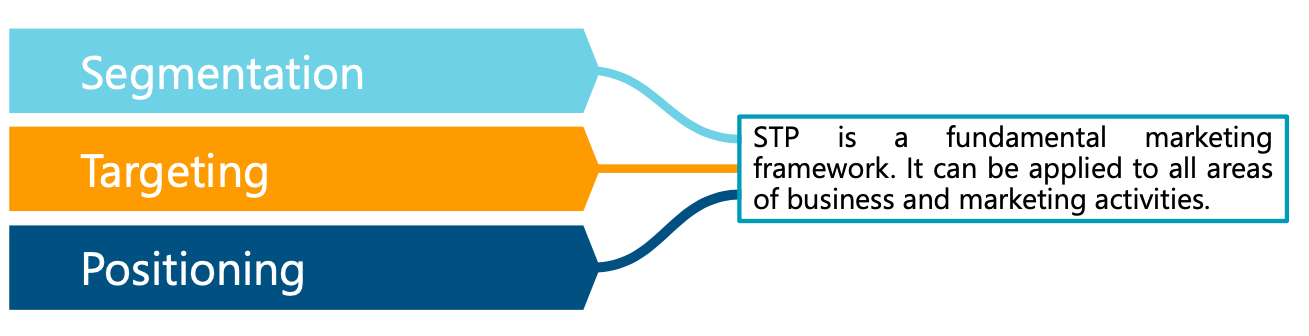 Segmentation
Targeting
Positioning
STP is a fundamental marketing
framework. It can be applied to all areas
of business and marketing activities.